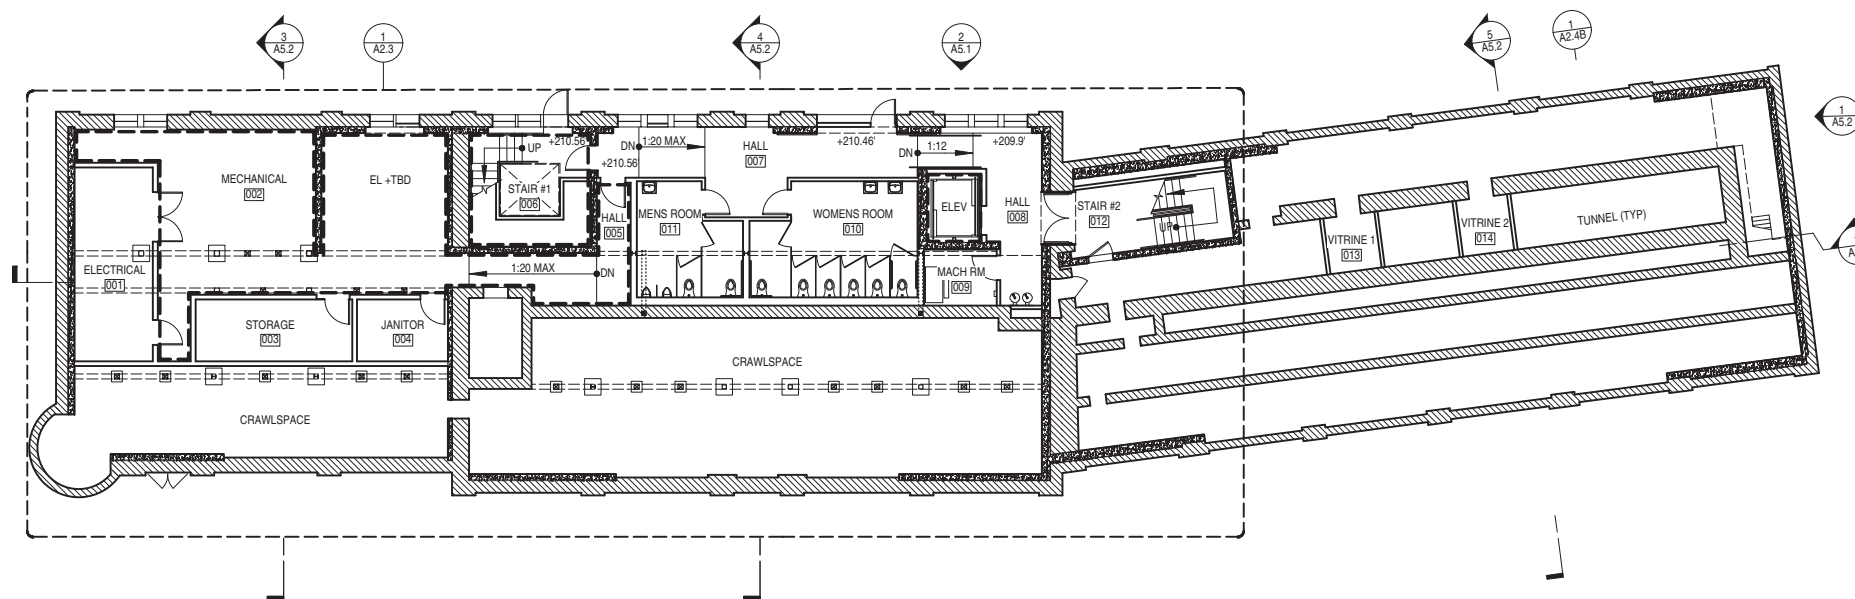 3
A5.2
1
A2.3
4
A5.2
2
A5.1
5
A5.2
1
A2.4B
1
A5.2
+210.56'
UP
1:20 MAX
DN
+210.56'
HALL
007
+210.46'
DN
1:12
+209.9'
MECHANICAL
002
EL +TBD
STAIR #1
006
HALL
005
MENS ROOM
011
WOMENS ROOM
010
ELEV
HALL
008
STAIR #2
012
UP
VITRINE 1
013
VITRINE 2
014
TUNNEL (TYP)
ELECTRICAL
001
1:20 MAX
DN
MACH RM
009
STORAGE
003
JANITOR
004
CRAWLSPACE
CRAWLSPACE